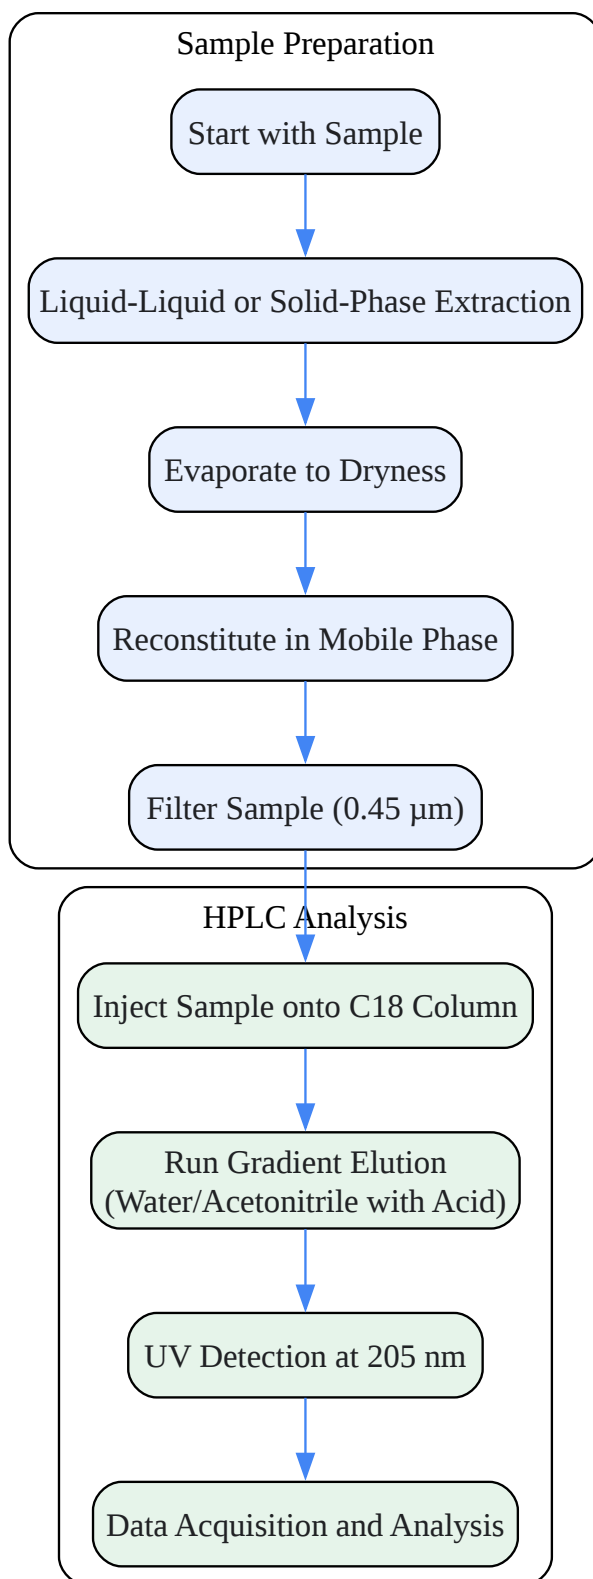 Sample Preparation
Start with Sample
Liquid-Liquid or Solid-Phase Extraction
Evaporate to Dryness
Reconstitute in Mobile Phase
Filter Sample (0.45 µm)
HPLC Analysis
Inject Sample onto C18 Column
Run Gradient Elution
(Water/Acetonitrile with Acid)
UV Detection at 205 nm
Data Acquisition and Analysis